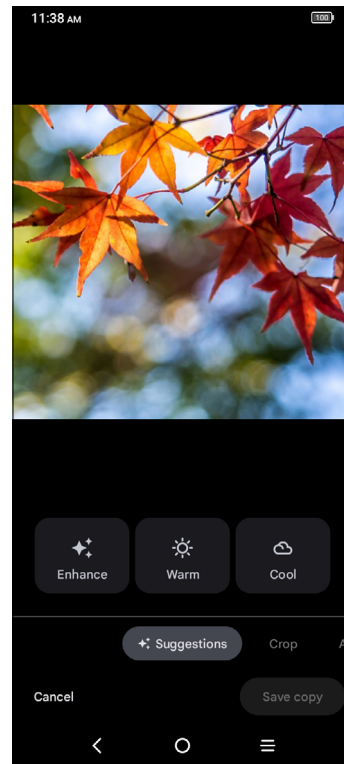 11:38 AM
100
Enhance
Warm
Cool
Suggestions
Crop
Cancel
Save copy